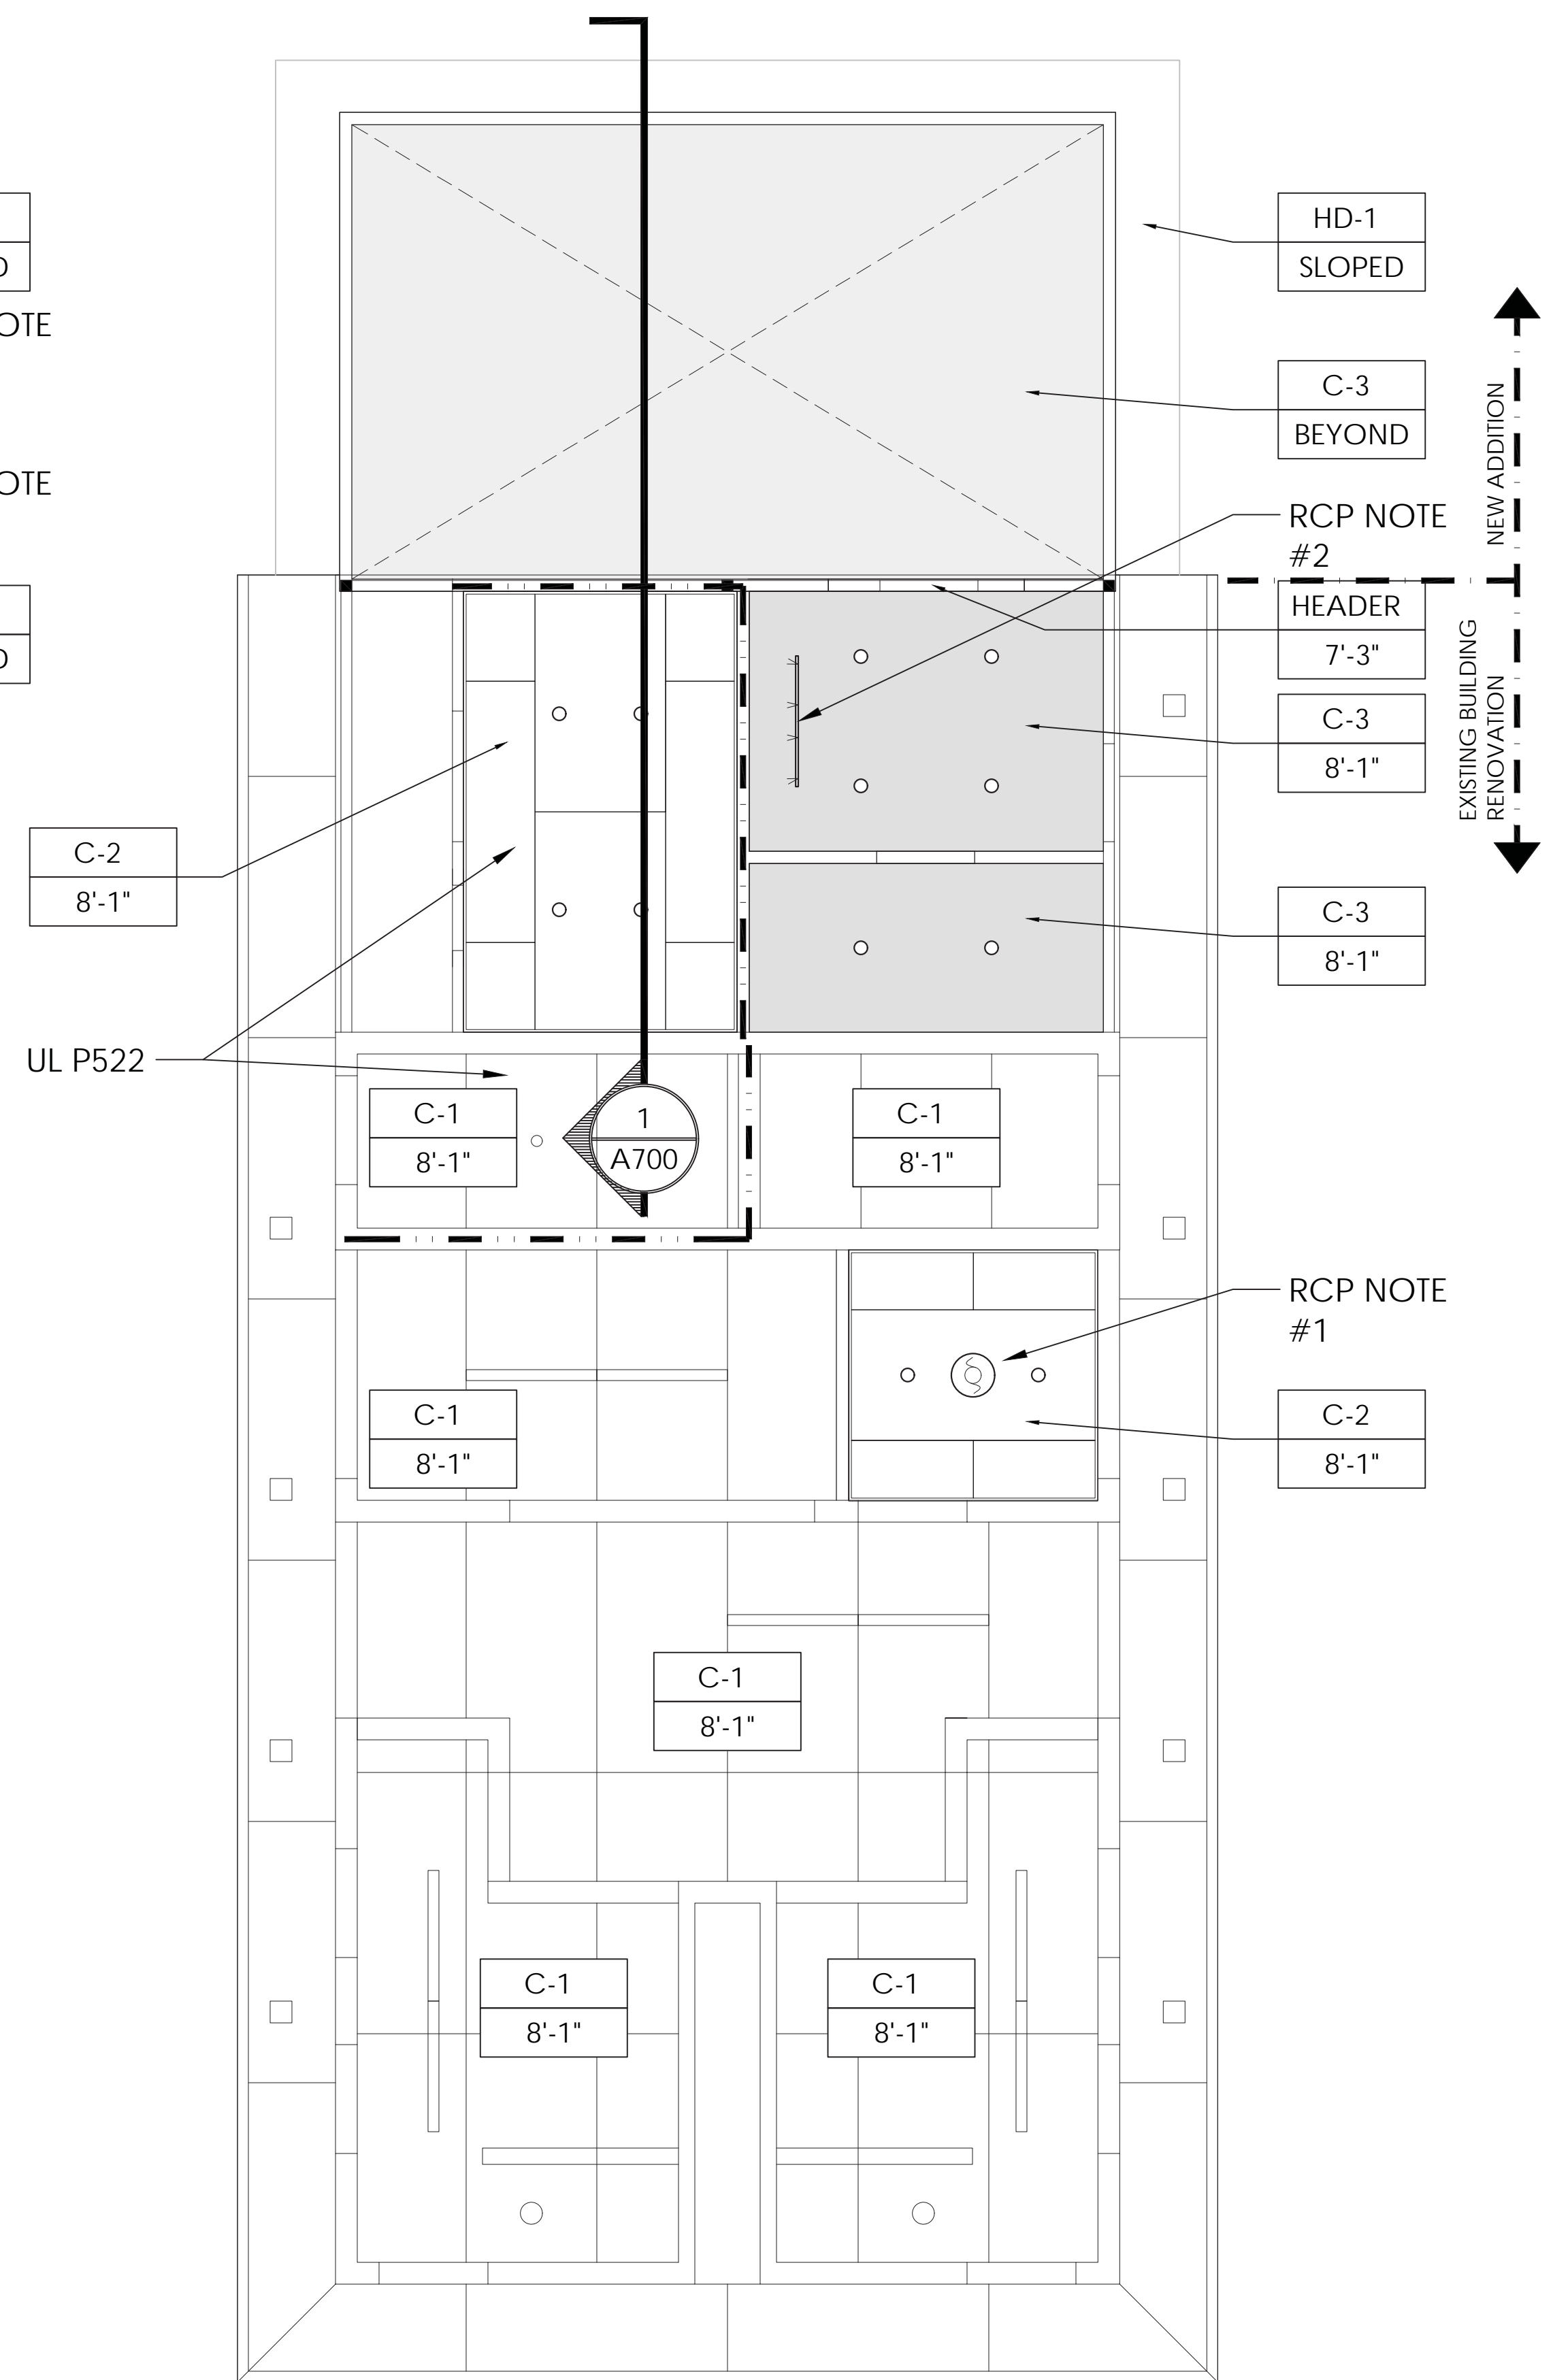 HD-1
SLOPED
OTE
C-3
BEYOND
NEW ADDITION
OTE
RCP NOTE
#2
HEADER
7'-3"
EXISTING BUILDING
RENOVATION
C-3
8'-1"
C-2
8'-1"
C-3
8'-1"
UL P522
C-1
8'-1"
1
A700
C-1
8'-1"
RCP NOTE
#1
C-1
8'-1"
C-2
8'-1"
C-1
8'-1"
C-1
8'-1"
C-1
8'-1"